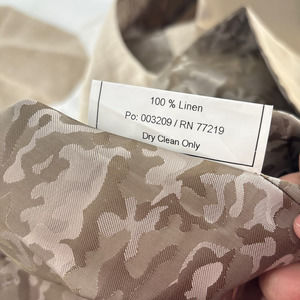 100 % Linen
Po: 003209 / RN 77219
Dry Clean Only